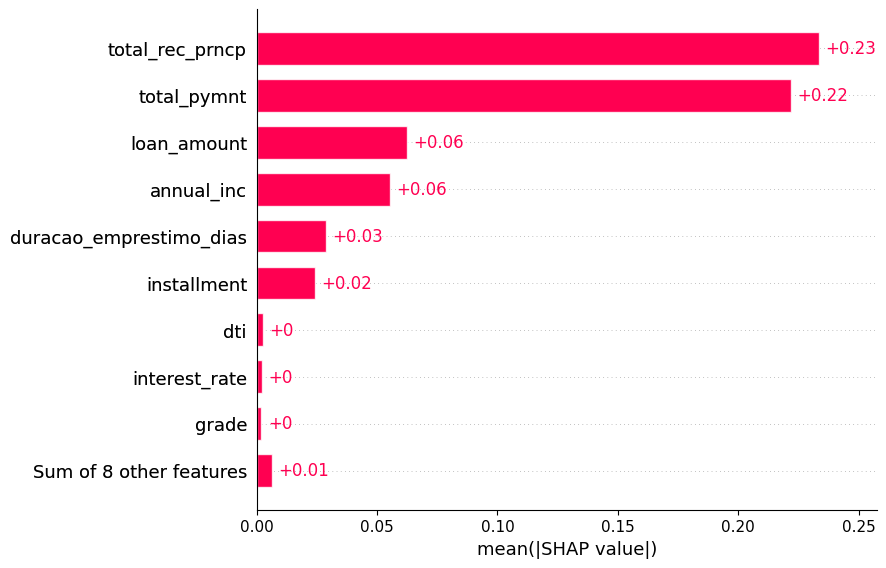 total_rec_prncp +0.23
total_pymnt +0.22
loan_amount +0.06
annual_inc +0.06
duracao_emprestimo_dias +0.03
installment +0.02
dti +0
interest_rate +0
grade +0
Sum of 8 other features +0.01
0.00 0.05 0.10 0.15 0.20 0.25
mean(|SHAP value|)